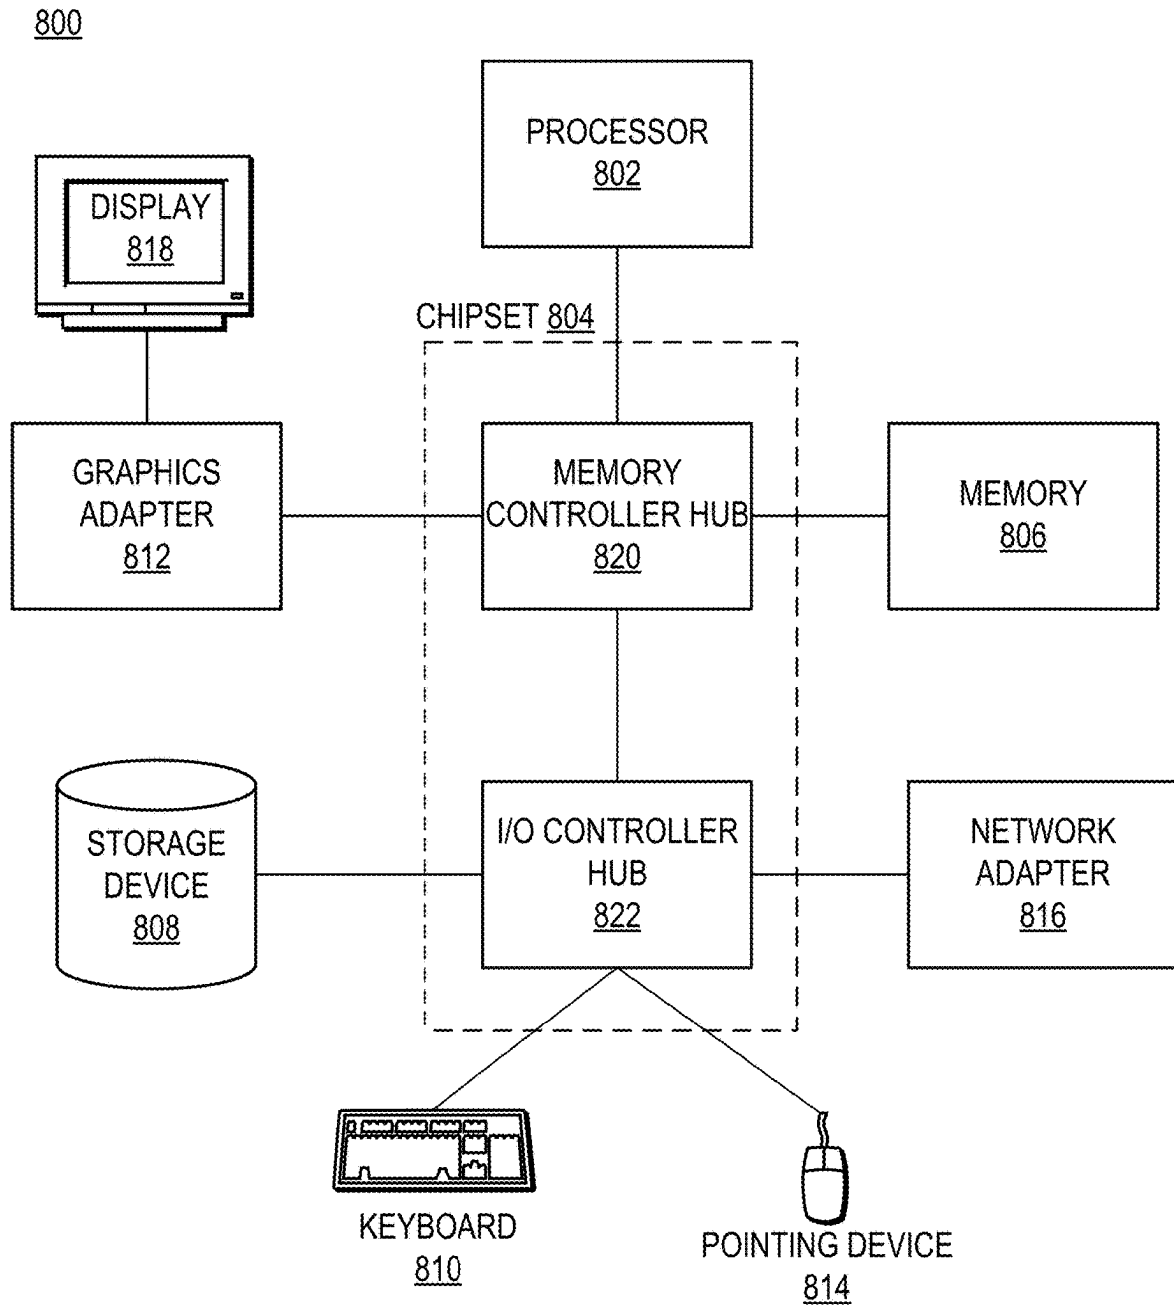 800
PROCESSOR
802
DISPLAY
818
CHIPSET 804
GRAPHICS
ADAPTER
812
MEMORY
CONTROLLER HUB
820
MEMORY
806
STORAGE
DEVICE
808
I/O CONTROLLER
HUB
822
NETWORK
ADAPTER
816
KEYBOARD
810
POINTING DEVICE
814